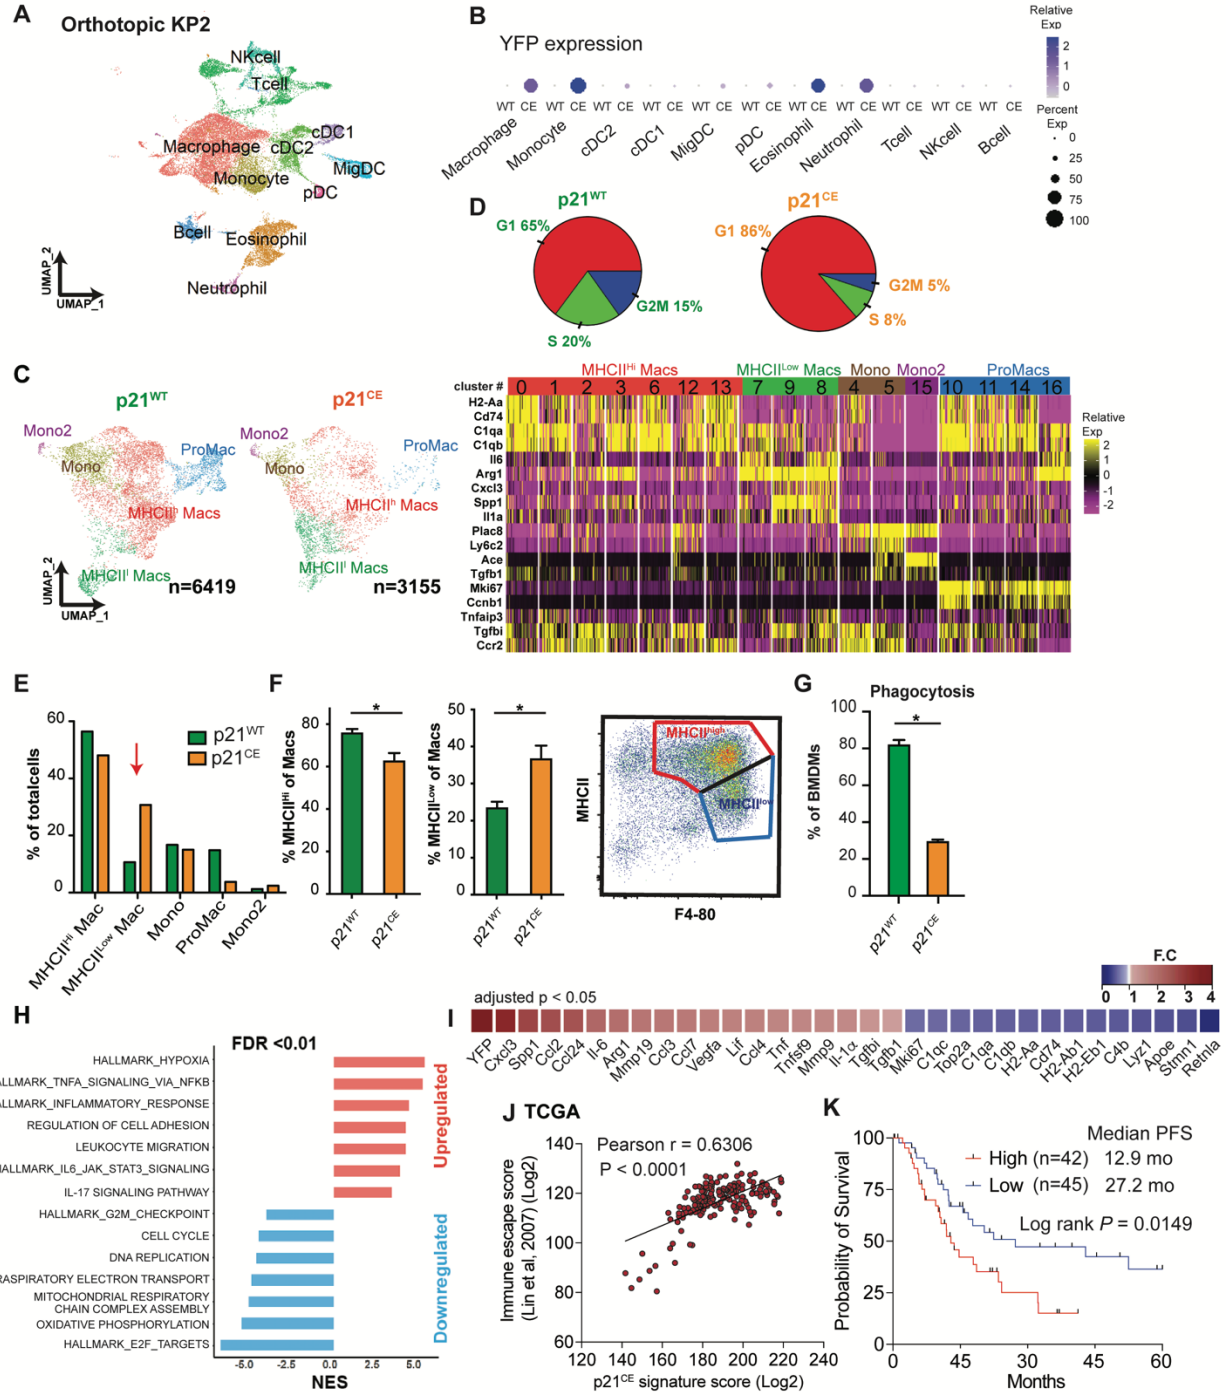 A
Orthotopic KP2
NKcell
Tcell
cDC1
Macrophage
cDC2
MigDC
Monocyte
pDC
Bcell
Eosinophil
Neutrophil
UMAP_2
UMAP_1
B
YFP expression
WT CE WT CE WT CE WT CE WT CE WT CE WT CE WT CE WT CE WT CE WT CE
Macrophage
Monocyte
cDC2
cDC1
MigDC
pDC
Eosinophil
Neutrophil
Tcell
NKcell
Bcell
Relative
Exp
2
1
0
Percent
Exp
0
25
50
75
100
D
p21WT
G1 65%
G2M 15%
S 20%
p21CE
G1 86%
G2M 5%
S 8%
C
p21WT
Mono2
Mono
ProMac
MHCIIh Macs
MHCIIl Macs
n=6419
UMAP_2
UMAP_1
p21CE
Mono2
Mono
ProMac
MHCIIh Macs
MHCIIl Macs
n=3155
MHCIIHi Macs
MHCIILow Macs
Mono
Mono2
ProMacs
cluster #
0 1 2 3 6 12 13 7 9 8 4 5 15 10 11 14 16
H2-Aa
Cd74
C1qa
C1qb
Il6
Arg1
Cxcl3
Spp1
Il1a
Plac8
Ly6c2
Ace
Tgfb1
Mki67
Ccnb1
Tnfaip3
Tgfbi
Ccr2
Relative
Exp
2
1
0
-1
-2
E
% of totalcells
60
40
20
0
p21WT
p21CE
MHCIIHi Mac
MHCIILow Mac
Mono
ProMac
Mono2
F
% MHCIIHi of Macs
80
60
40
20
0
*
p21WT
p21CE
% MHCIILow of Macs
50
40
30
20
10
0
*
p21WT
p21CE
MHCII
MHCIIhigh
MHCIIlow
F4-80
G
Phagocytosis
% of BMDMs
100
80
60
40
20
0
*
p21WT
p21CE
H
FDR <0.01
HALLMARK_HYPOXIA
ALLMARK_TNFA_SIGNALING_VIA_NFKB
ALLMARK_INFLAMMATORY_RESPONSE
REGULATION OF CELL ADHESION
LEUKOCYTE MIGRATION
HALLMARK_IL6_JAK_STAT3_SIGNALING
IL-17 SIGNALING PATHWAY
HALLMARK_G2M_CHECKPOINT
CELL CYCLE
DNA REPLICATION
RASPIRATORY ELECTRON TRANSPORT
MITOCHONDRIAL RESPIRATORY
CHAIN COMPLEX ASSEMBLY
OXIDATIVE PHOSPHORYLATION
HALLMARK_E2F_TARGETS
Upregulated
Downregulated
-5.0 -2.5 0.0 2.5 5.0
NES
I
adjusted p < 0.05
F.C
0 1 2 3 4
YFP
Cxcl3
Spp1
Ccl2
Ccl24
Il-6
Arg1
Mmp19
Ccl3
Ccl7
Vegfa
Lif
Ccl4
Tnf
Tnfsf9
Mmp9
Il-1α
Tgfbi
Tgfb1
Mki67
C1qc
Top2a
C1qa
C1qb
H2-Aa
Cd74
H2-Ab1
H2-Eb1
C4b
Lyz1
Apoe
Stmn1
Retnla
J TCGA
Pearson r = 0.6306
P < 0.0001
Immune escape score
(Lin et al, 2007) (Log2)
140
120
100
80
60
120 140 160 180 200 220 240
p21CE signature score (Log2)
K
Median PFS
High (n=42) 12.9 mo
Low (n=45) 27.2 mo
Log rank P = 0.0149
Probability of Survival
100
75
50
25
0
0 45 30 45 60
Months